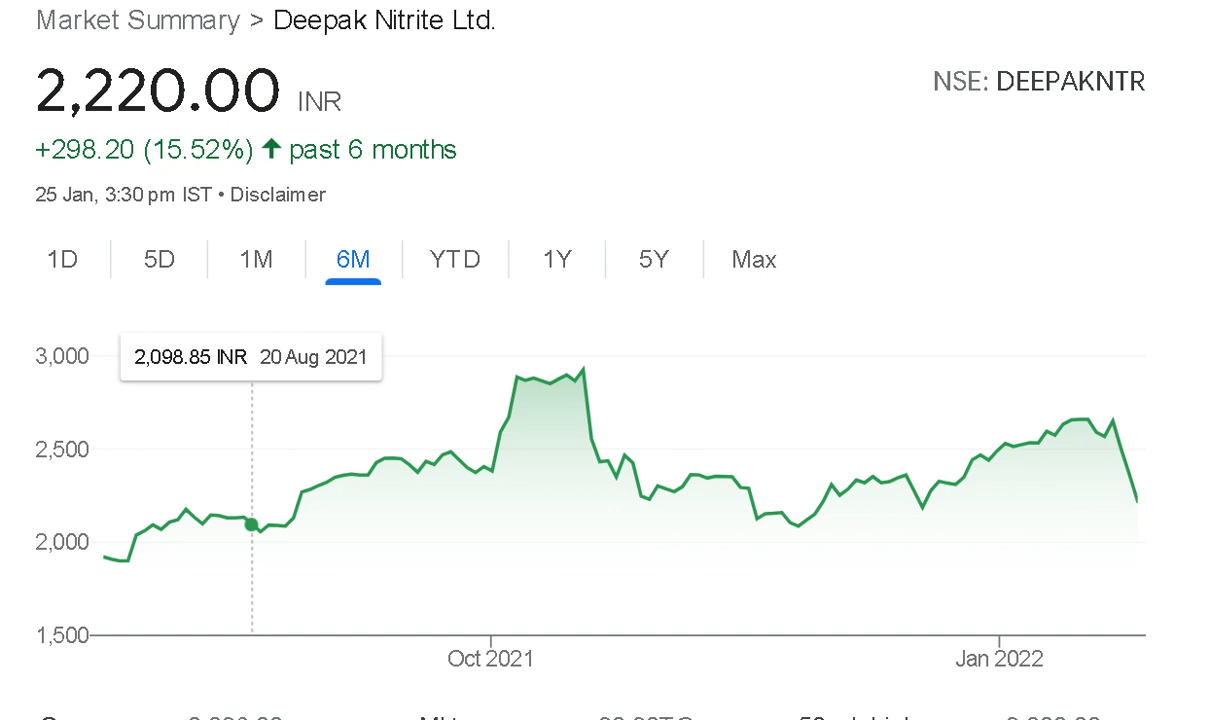 Market Summary > Deepak Nitrite Ltd.
2,220.00 INR
NSE: DEEPAKNTR
+298.20 (15.52%) ↑ past 6 months
25 Jan, 3:30 pm IST • Disclaimer
1D 5D 1M 6M YTD 1Y 5Y Max
2,098.85 INR 20 Aug 2021
3,000
2,500
2,000
1,500
Oct 2021 Jan 2022